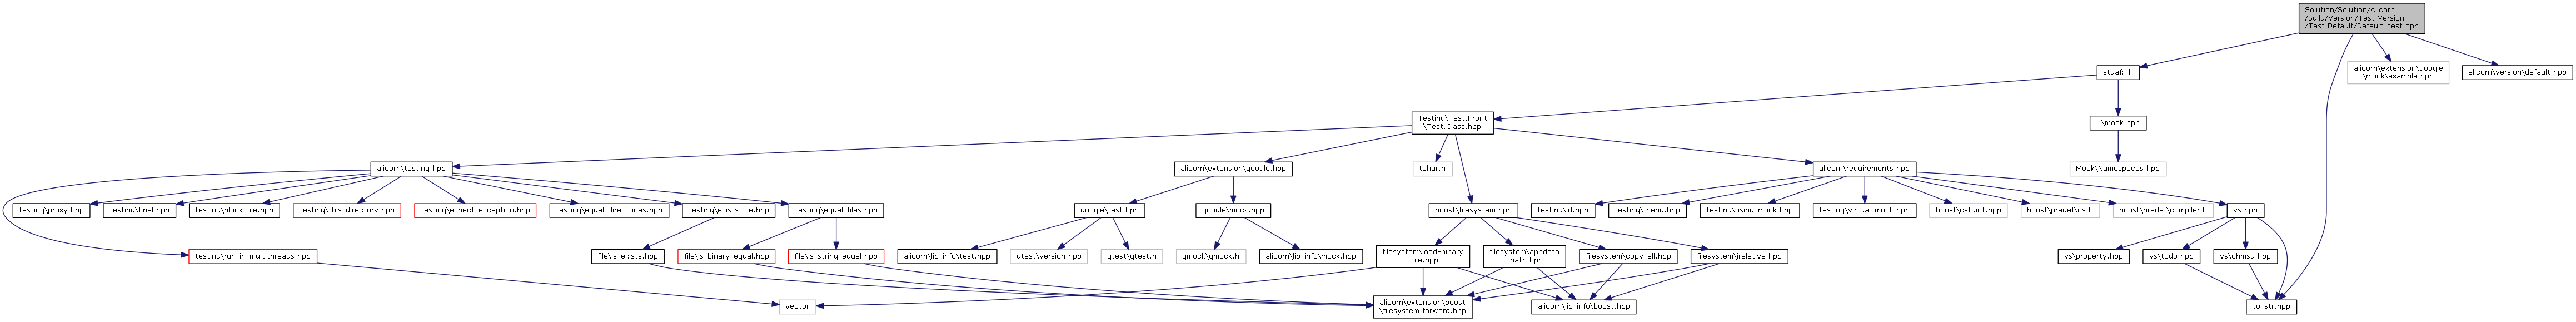 Solution/Solution/Alicorn
/Build/Version/Test.Version
/Test.Default/Default_test.cpp
stdafx.h
alicorn\extension\google
\mock\example.hpp
alicorn\version\default.hpp
Testing\Test.Front
\Test.Class.hpp
..\mock.hpp
alicorn\testing.hpp
alicorn\extension\google.hpp
tchar.h
alicorn\requirements.hpp
Mock\Namespaces.hpp
testing\proxy.hpp
testing\final.hpp
testing\block-file.hpp
testing\this-directory.hpp
testing\expect-exception.hpp
testing\equal-directories.hpp
testing\exists-file.hpp
testing\equal-files.hpp
google\test.hpp
google\mock.hpp
boost\filesystem.hpp
testing\id.hpp
testing\friend.hpp
testing\using-mock.hpp
testing\virtual-mock.hpp
boost\cstdint.hpp
boost\predef\os.h
boost\predef\compiler.h
vs.hpp
testing\run-in-multithreads.hpp
file\is-exists.hpp
file\is-binary-equal.hpp
file\is-string-equal.hpp
alicorn\lib-info\test.hpp
gtest\version.hpp
gtest\gtest.h
gmock\gmock.h
alicorn\lib-info\mock.hpp
filesystem\load-binary
-file.hpp
filesystem\appdata
-path.hpp
filesystem\copy-all.hpp
filesystem\relative.hpp
vs\property.hpp
vs\todo.hpp
vs\chmsg.hpp
vector
alicorn\extension\boost
\filesystem.forward.hpp
alicorn\lib-info\boost.hpp
to-str.hpp